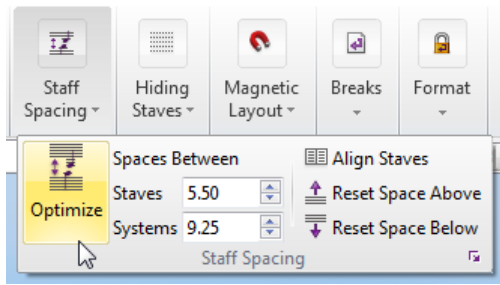 Staff Spacing
Hiding Staves
Magnetic Layout
Breaks
Format
Optimize
Spaces Between
Staves 5.50
Systems 9.25
Align Staves
Reset Space Above
Reset Space Below
Staff Spacing